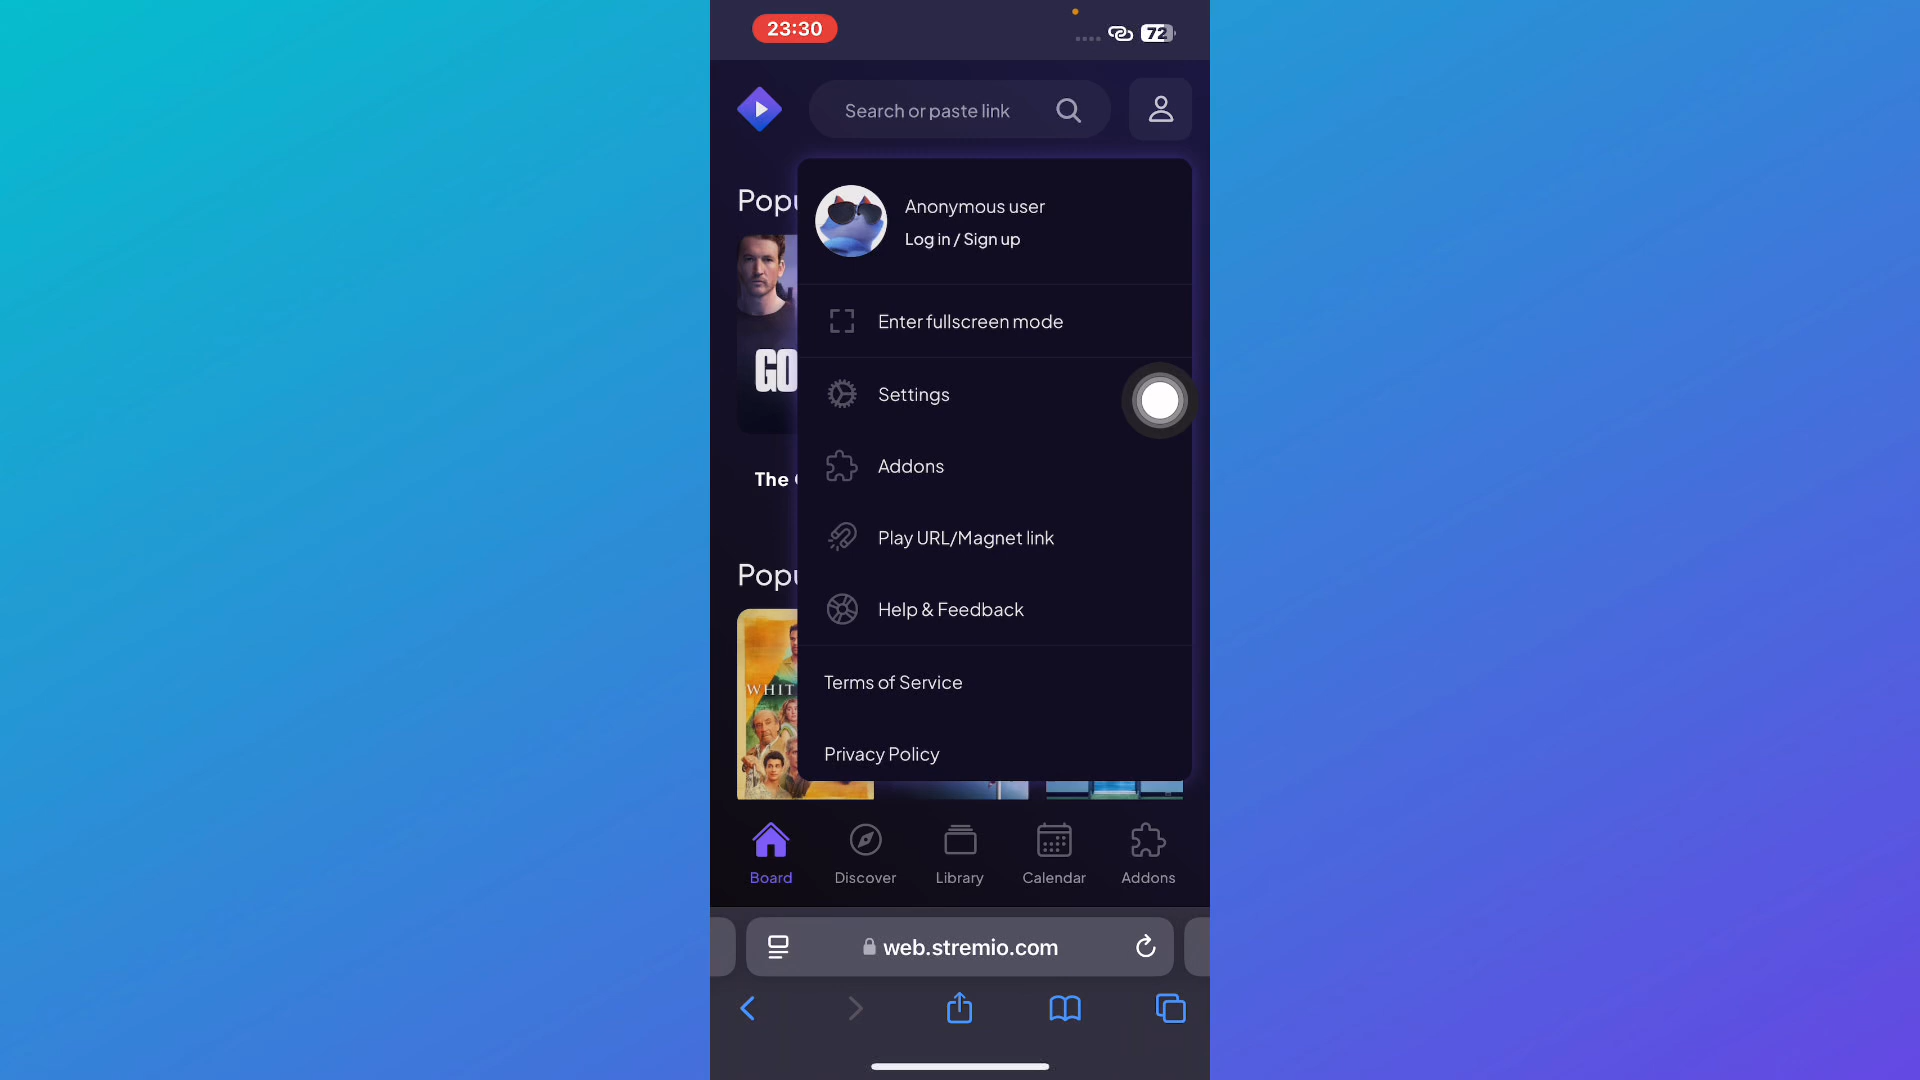 23:30
72
Search or paste link
Popu
Anonymous user
Log in / Sign up
Enter fullscreen mode
GO
Settings
Addons
The
Play URL/Magnet link
Popu
Help & Feedback
WHIT
Terms of Service
Privacy Policy
Board
Discover
Library
Calendar
Addons
web.stremio.com